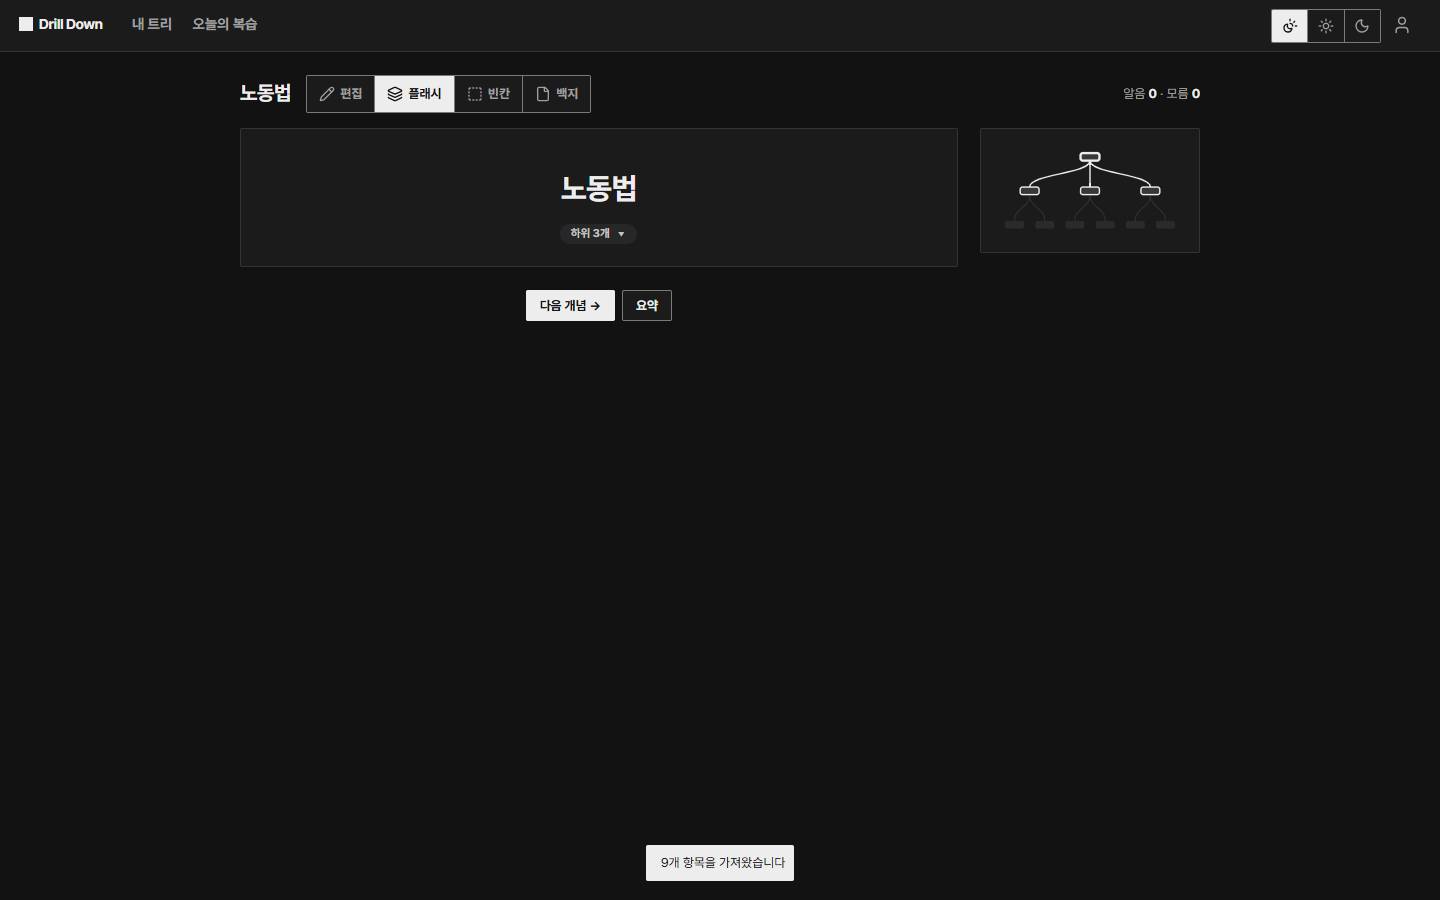 Drill Down 내 트리 오늘의 복습
노동법 편집 플래시 빈칸 백지 알음 0 · 모름 0
노동법
하위 3개 ▼
다음 개념 → 요약
9개 항목을 가져왔습니다